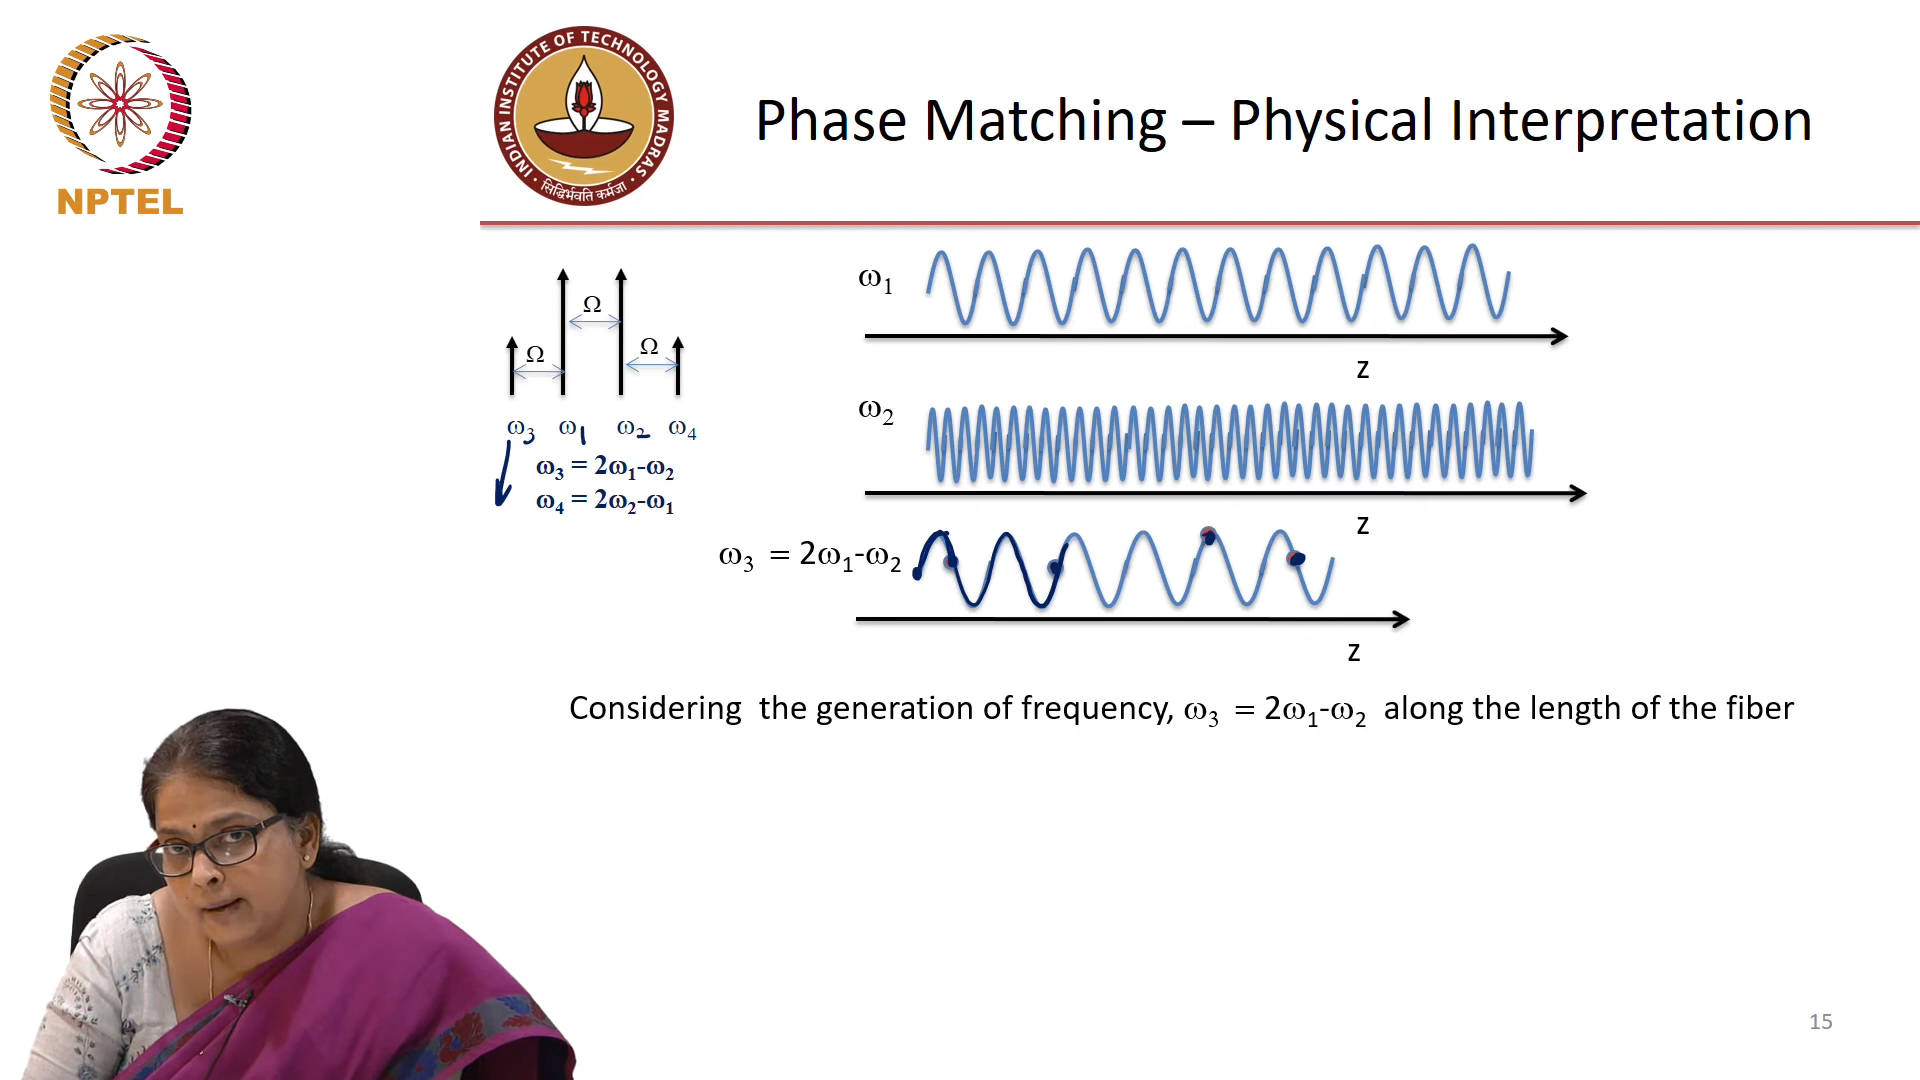 NPTEL
INDIAN INSTITUTE OF TECHNOLOGY MADRAS
सिद्धिर्भवति कर्मजा
Phase Matching – Physical Interpretation
Ω
Ω
Ω
ω3 ω1 ω2 ω4
ω3 = 2ω1-ω2
ω4 = 2ω2-ω1
ω1
z
ω2
z
ω3 = 2ω1-ω2
z
Considering the generation of frequency, ω3 = 2ω1-ω2 along the length of the fiber
15